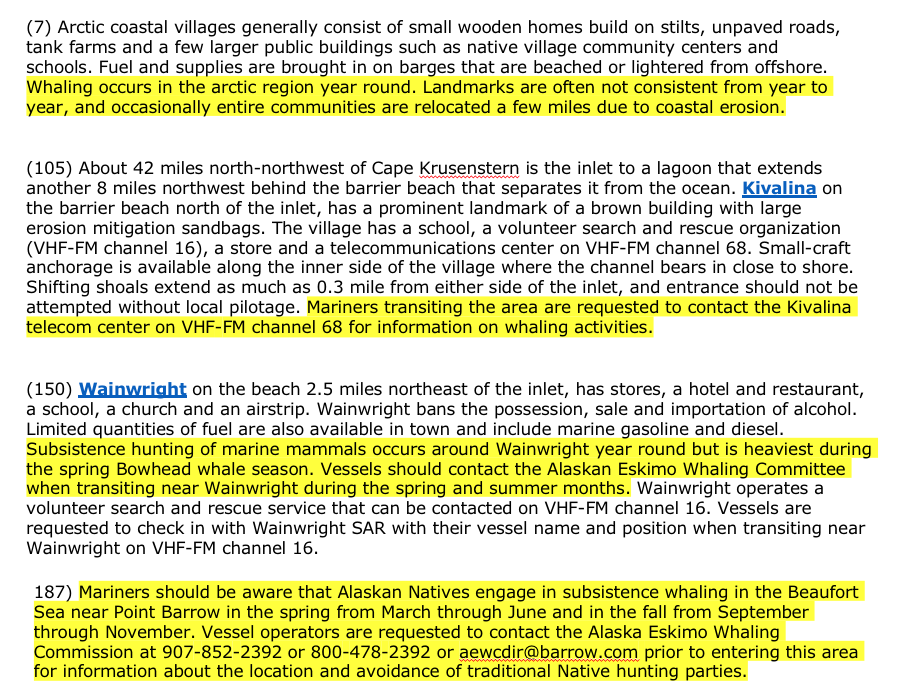 (7) Arctic coastal villages generally consist of small wooden homes build on stilts, unpaved roads,
tank farms and a few larger public buildings such as native village community centers and
schools. Fuel and supplies are brought in on barges that are beached or lightered from offshore.
Whaling occurs in the arctic region year round. Landmarks are often not consistent from year to
year, and occasionally entire communities are relocated a few miles due to coastal erosion.
(105) About 42 miles north-northwest of Cape Krusenstern is the inlet to a lagoon that extends
another 8 miles northwest behind the barrier beach that separates it from the ocean. Kivalina on
the barrier beach north of the inlet, has a prominent landmark of a brown building with large
erosion mitigation sandbags. The village has a school, a volunteer search and rescue organization
(VHF-FM channel 16), a store and a telecommunications center on VHF-FM channel 68. Small-craft
anchorage is available along the inner side of the village where the channel bears in close to shore.
Shifting shoals extend as much as 0.3 mile from either side of the inlet, and entrance should not be
attempted without local pilotage. Mariners transiting the area are requested to contact the Kivalina
telecom center on VHF-FM channel 68 for information on whaling activities.
(150) Wainwright on the beach 2.5 miles northeast of the inlet, has stores, a hotel and restaurant,
a school, a church and an airstrip. Wainwright bans the possession, sale and importation of alcohol.
Limited quantities of fuel are also available in town and include marine gasoline and diesel.
Subsistence hunting of marine mammals occurs around Wainwright year round but is heaviest during
the spring Bowhead whale season. Vessels should contact the Alaskan Eskimo Whaling Committee
when transiting near Wainwright during the spring and summer months. Wainwright operates a
volunteer search and rescue service that can be contacted on VHF-FM channel 16. Vessels are
requested to check in with Wainwright SAR with their vessel name and position when transiting near
Wainwright on VHF-FM channel 16.
187) Mariners should be aware that Alaskan Natives engage in subsistence whaling in the Beaufort
Sea near Point Barrow in the spring from March through June and in the fall from September
through November. Vessel operators are requested to contact the Alaska Eskimo Whaling
Commission at 907-852-2392 or 800-478-2392 or aewcdir@barrow.com prior to entering this area
for information about the location and avoidance of traditional Native hunting parties.